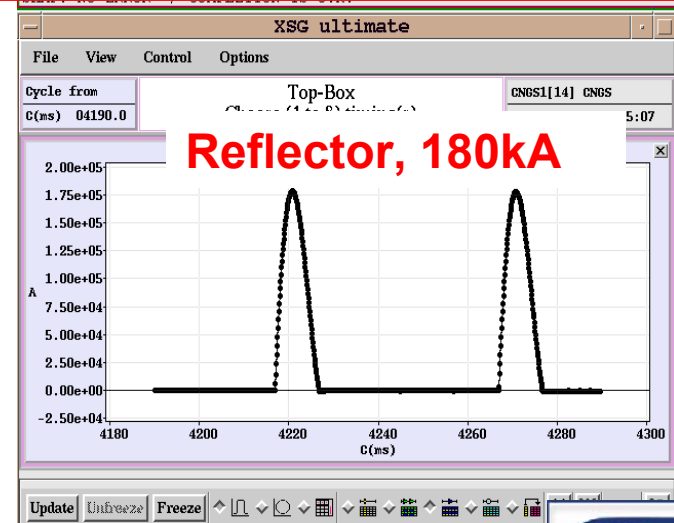 XSG ultimate
File View Control Options
Cycle from
C(ms) 04190.0
Top-Box
CNGS1[14] CNGS
5:07
Reflector, 180kA
2.00e+05
1.75e+05
1.50e+05
1.25e+05
1.00e+05
A
7.50e+04
5.00e+04
2.50e+04
0.00e+00
-2.50e+04
4180 4200 4220 4240 4260 4280 4300
C(ms)
Update Unfreeze Freeze